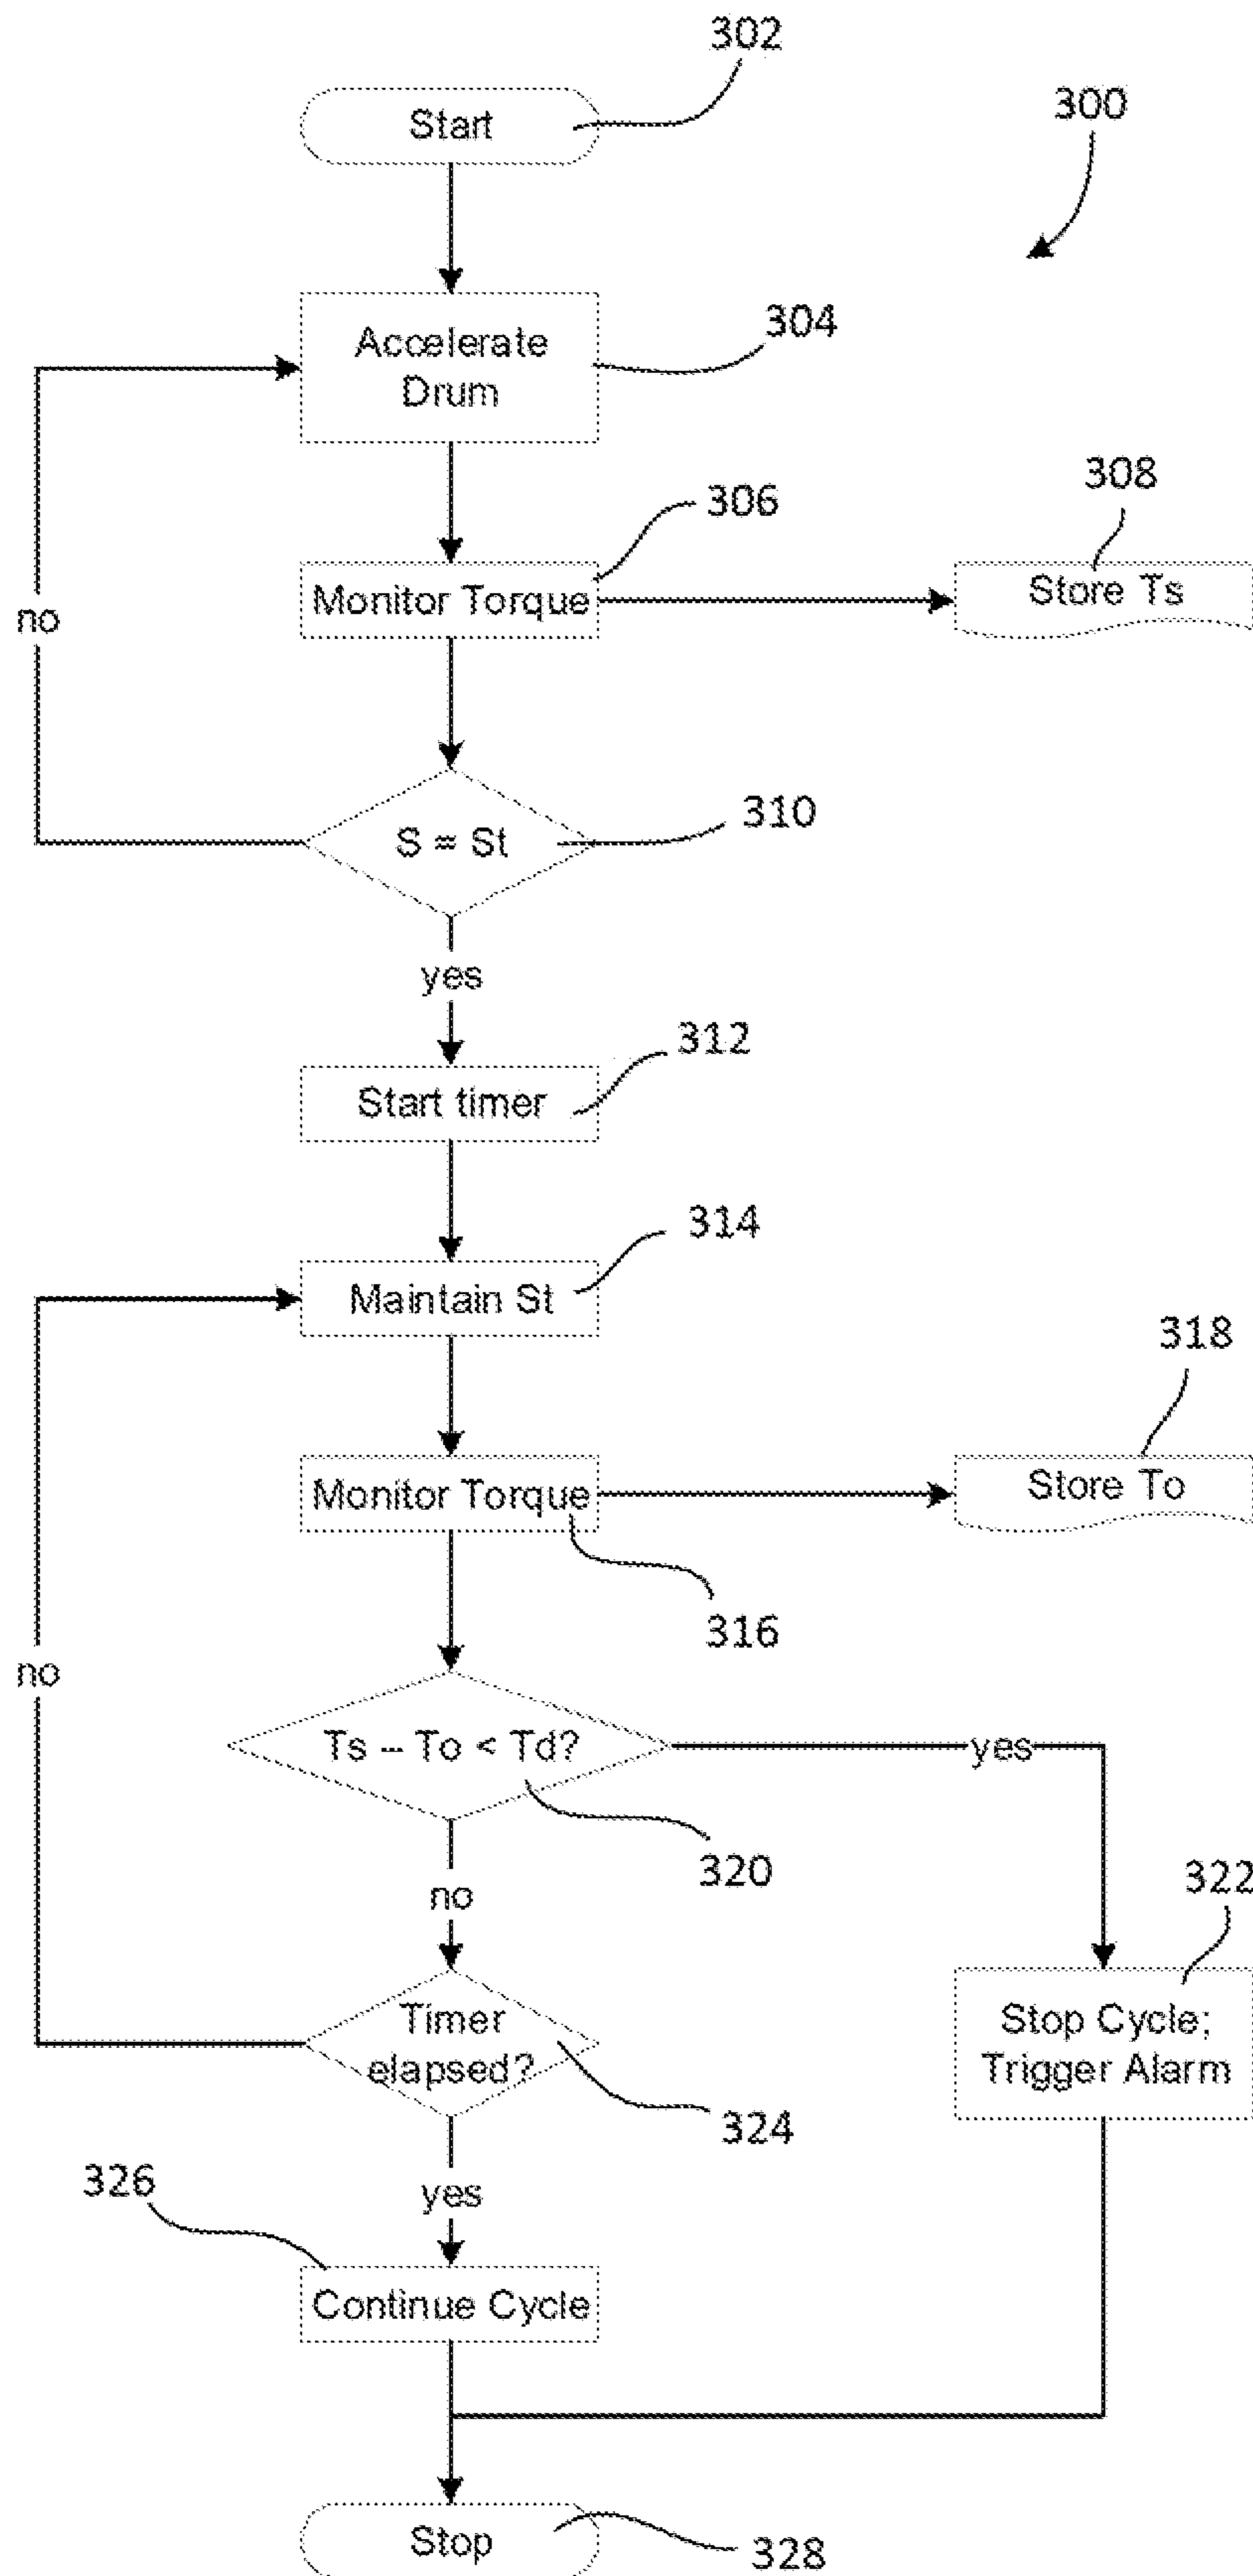 302
Start
300
304
Accelerate
Drum
308
306
Store Ts
Monitor Torque
no
310
S = St
yes
312
Start timer
314
Maintain St
318
Store To
Monitor Torque
316
no
Ts – To < Td?
yes
320
322
no
Timer
elapsed?
Stop Cycle;
Trigger Alarm
324
326
yes
Continue Cycle
Stop
328